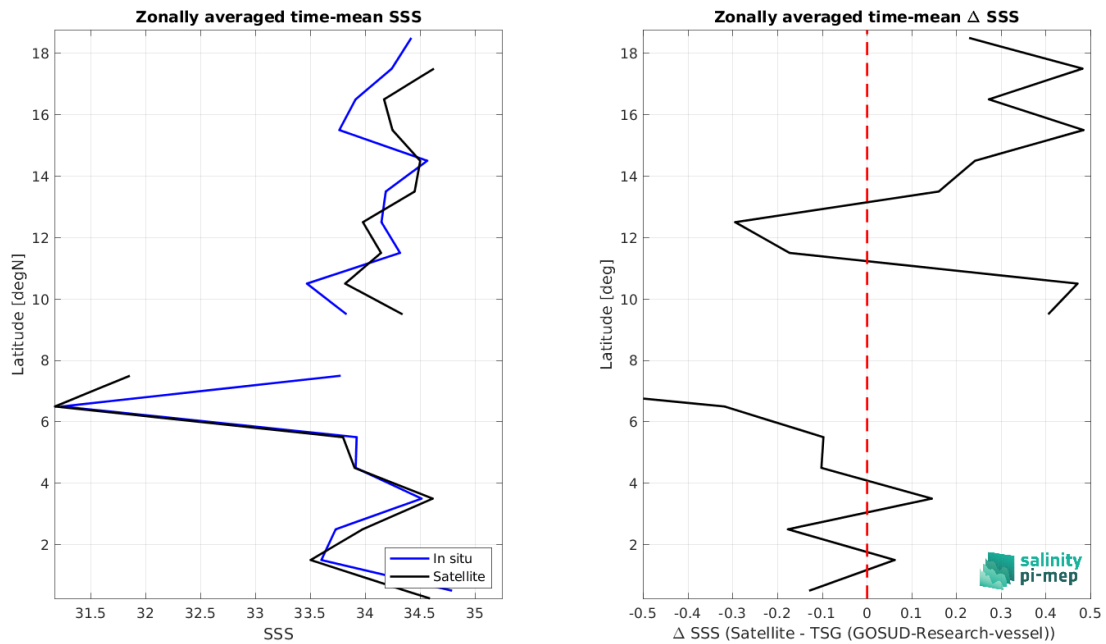 Zonally averaged time-mean SSS
Latitude [degN]
18
16
14
12
10
8
6
4
2
31.5 32 32.5 33 33.5 34 34.5 35
SSS
In situ
Satellite
Zonally averaged time-mean Δ SSS
Latitude [deg]
18
16
14
12
10
8
6
4
2
-0.5 -0.4 -0.3 -0.2 -0.1 0 0.1 0.2 0.3 0.4 0.5
Δ SSS (Satellite - TSG (GOSUD-Research-vessel))
salinity
pi-mep